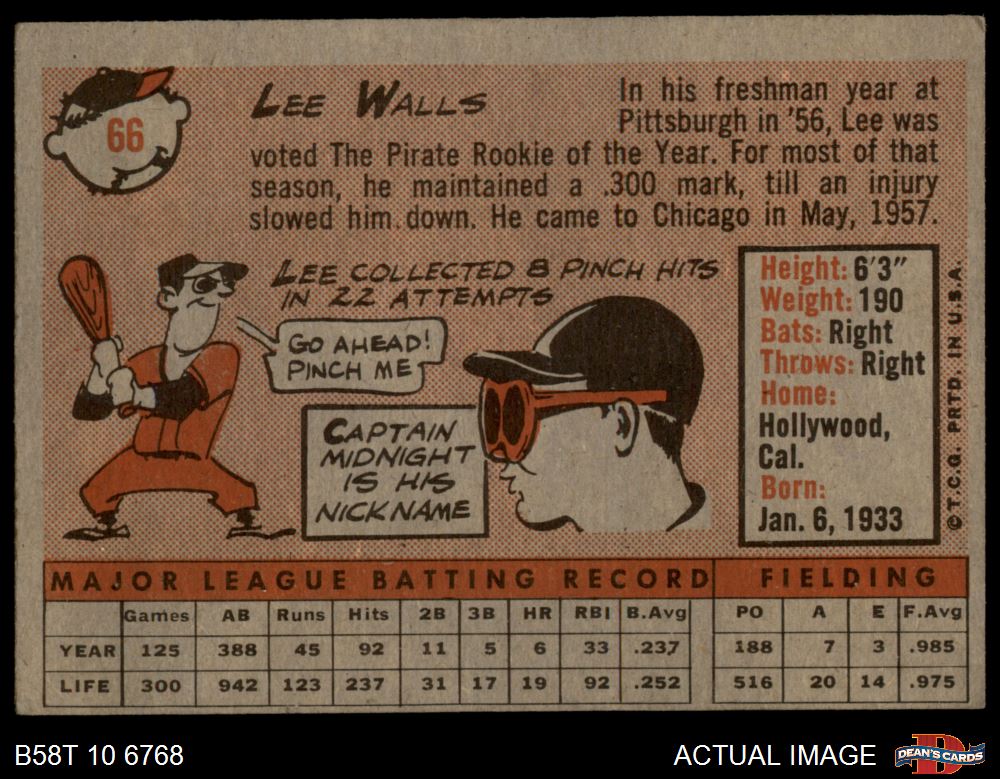 66
LEE WALLS
In his freshman year at
Pittsburgh in '56, Lee was
voted The Pirate Rookie of the Year. For most of that
season, he maintained a .300 mark, till an injury
slowed him down. He came to Chicago in May, 1957.
LEE COLLECTED 8 PINCH HITS
IN 22 ATTEMPTS
GO AHEAD!
PINCH ME
CAPTAIN
MIDNIGHT
IS HIS
NICKNAME
Height: 6'3"
Weight: 190
Bats: Right
Throws: Right
Home:
Hollywood,
Cal.
Born:
Jan. 6, 1933
©T.C.G. PRTD. IN U.S.A.
MAJOR LEAGUE BATTING RECORD FIELDING
Games AB Runs Hits 2B 3B HR RBI B.Avg PO A E F.Avg
YEAR 125 388 45 92 11 5 6 33 .237 188 7 3 .985
LIFE 300 942 123 237 31 17 19 92 .252 516 20 14 .975
B58T 10 6768 ACTUAL IMAGE DEAN'S CARDS